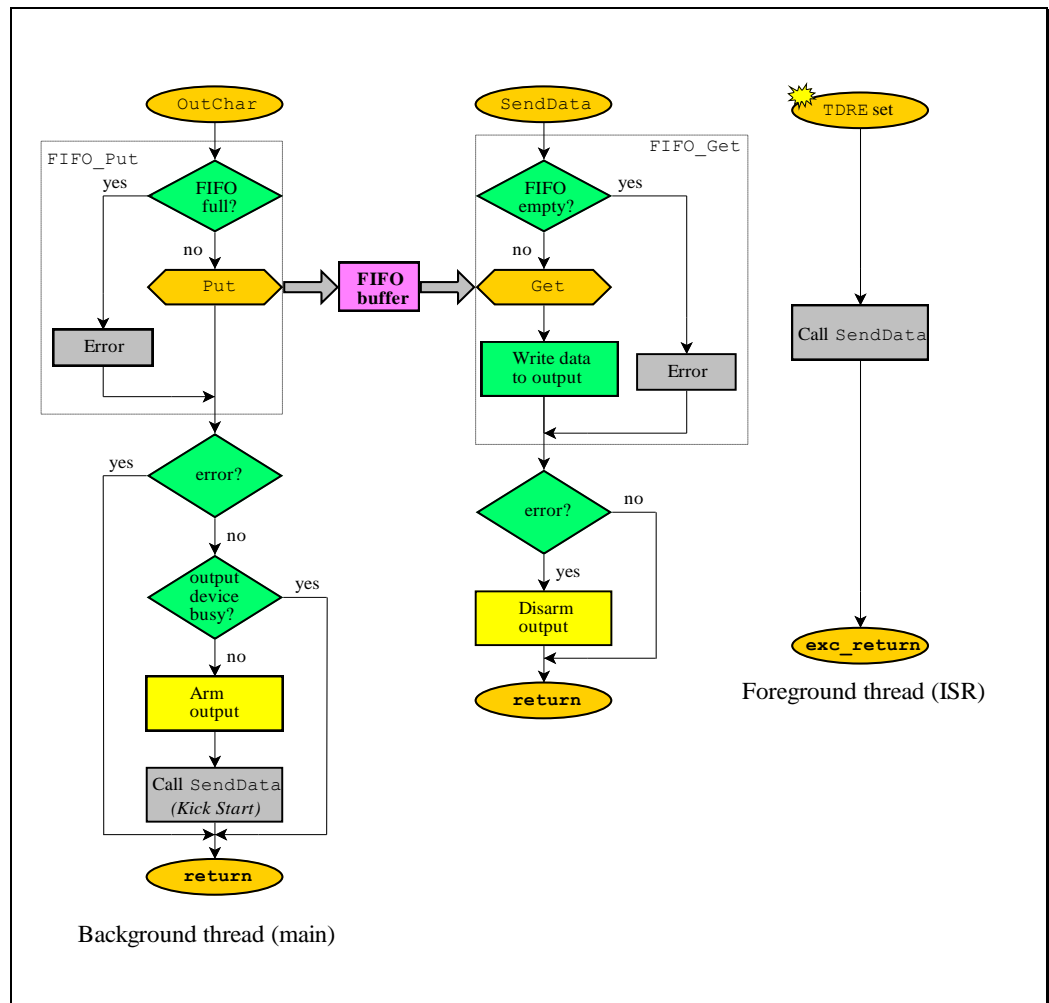 OutChar
FIFO_Put
yes
FIFO
full?
no
Put
Error
yes
error?
no
output
device
busy?
yes
no
Arm
output
Call SendData
(Kick Start)
return
Background thread (main)
FIFO
buffer
SendData
FIFO_Get
FIFO
empty?
yes
no
Get
Write data
to output
Error
error?
no
yes
Disarm
output
return
TDRE set
Call SendData
exc_return
Foreground thread (ISR)